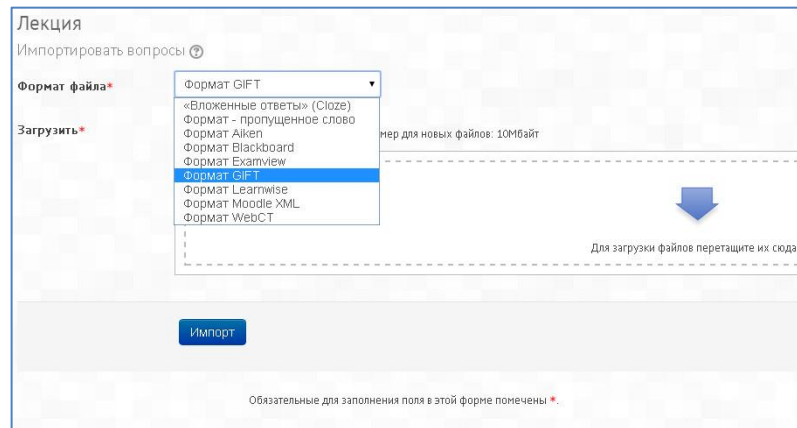 Лекция
Импортировать вопросы
Формат файла*
Формат GIFT
«Вложенные ответы» (Cloze)
Формат - пропущенное слово
Формат Aiken
Формат Blackboard
Формат Examview
Формат GIFT
Формат Learnwise
Формат Moodle XML
Формат WebCT
Загрузить*
мер для новых файлов: 10Мбайт
Для загрузки файлов перетащите их сюда
Импорт
Обязательные для заполнения поля в этой форме помечены *.